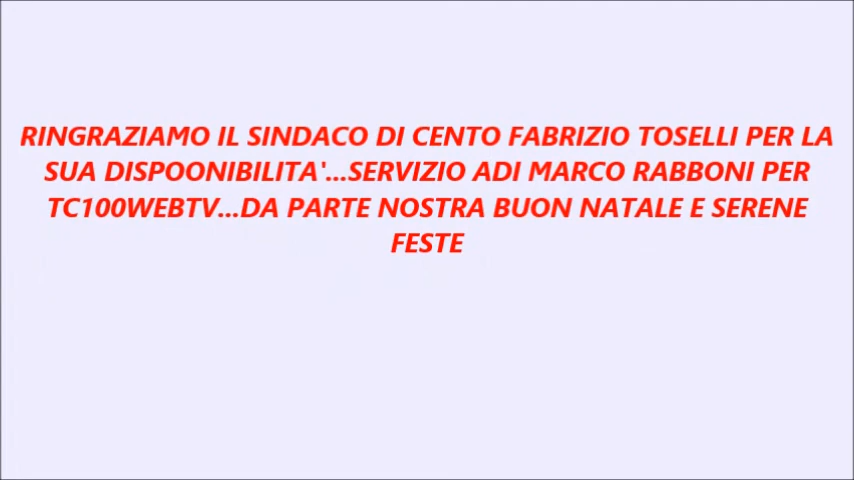 RINGRAZIAMO IL SINDACO DI CENTO FABRIZIO TOSELLI PER LA
SUA DISPOONIBILITA'...SERVIZIO ADI MARCO RABBONI PER
TC100WEBTV...DA PARTE NOSTRA BUON NATALE E SERENE
FESTE